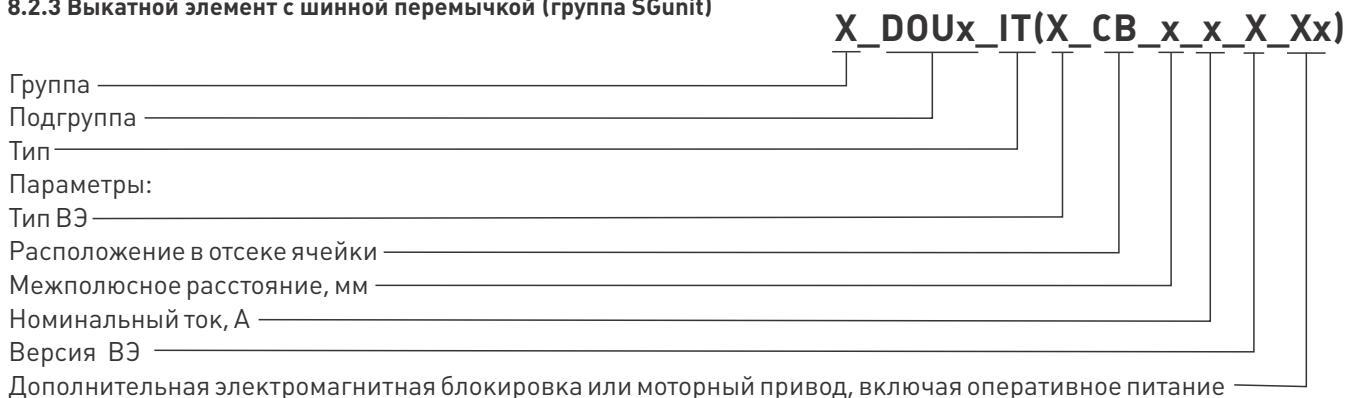 8.2.3 Выкатной элемент с шинной перемычкой (группа SGunit)
X_DOUx_IT(X_CB_x_x_X_Xx)
Группа
Подгруппа
Тип
Параметры:
Тип ВЭ
Расположение в отсеке ячейки
Межполюсное расстояние, мм
Номинальный ток, А
Версия ВЭ
Дополнительная электромагнитная блокировка или моторный привод, включая оперативное питание